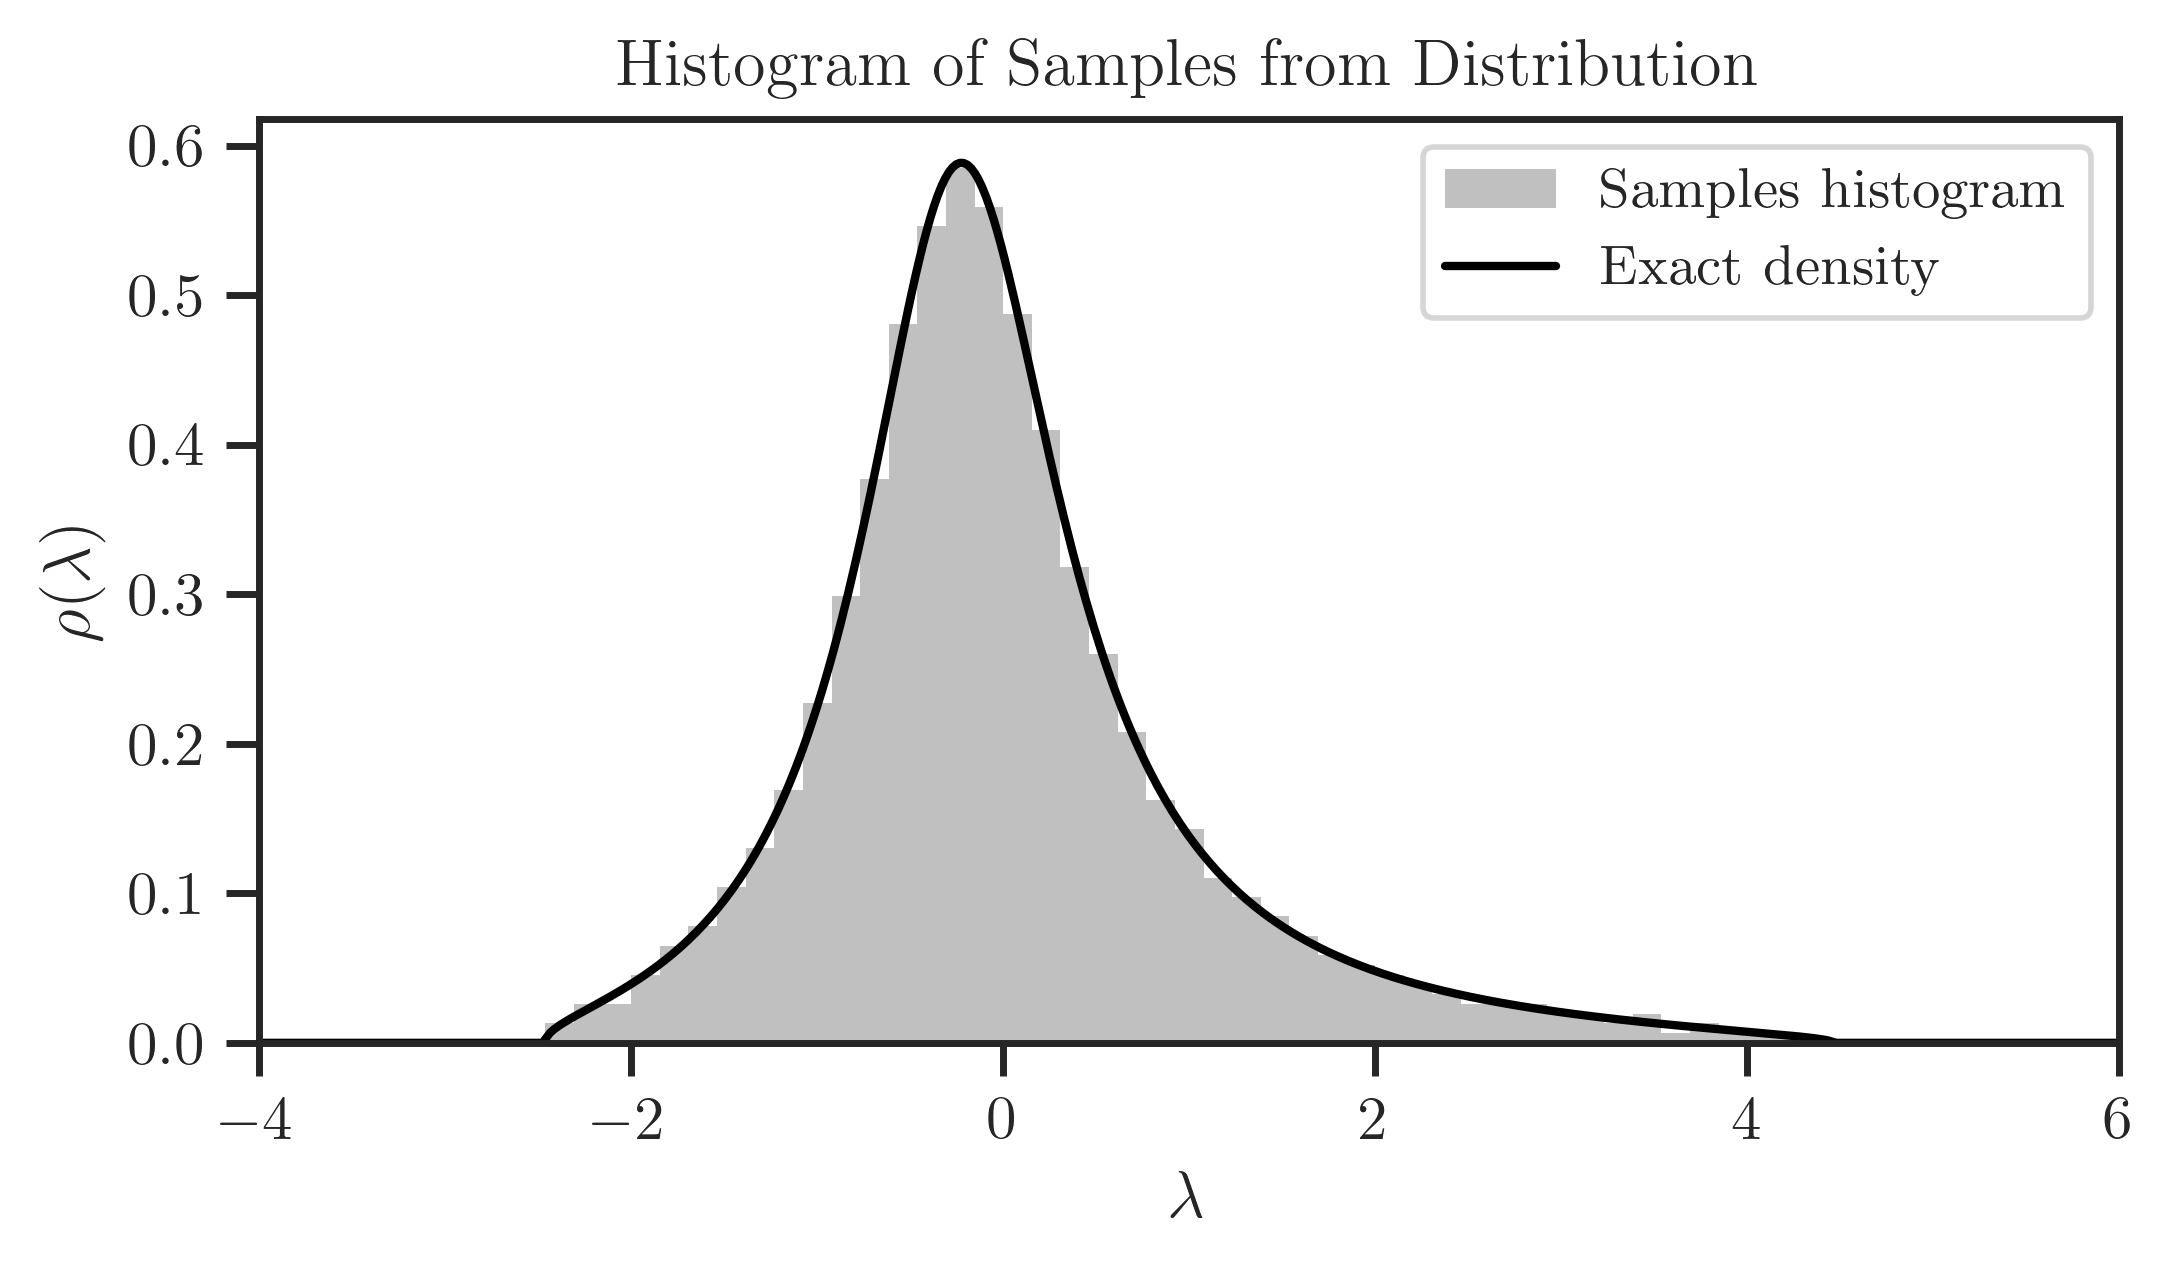 Histogram of Samples from Distribution
0.6
0.5
0.4
0.3
0.2
0.1
0.0
ρ(λ)
Samples histogram
Exact density
−4 −2 0 2 4 6
λ